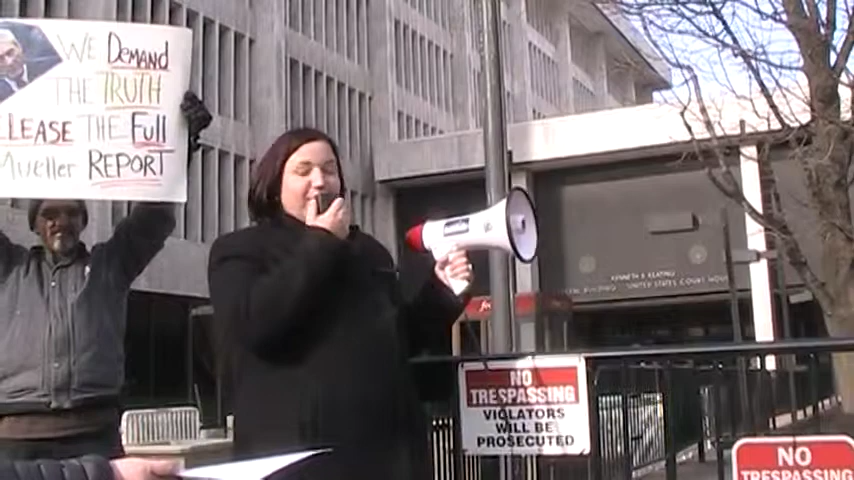 WE DEMAND
THE TRUTH
LEASE THE FULL
MUELLER REPORT
KENNETH B KEATING
BUILDING
UNITED STATES COURT HOUSE
NO
TRESPASSING
VIOLATORS
WILL BE
PROSECUTED
NO
TRESPASSING